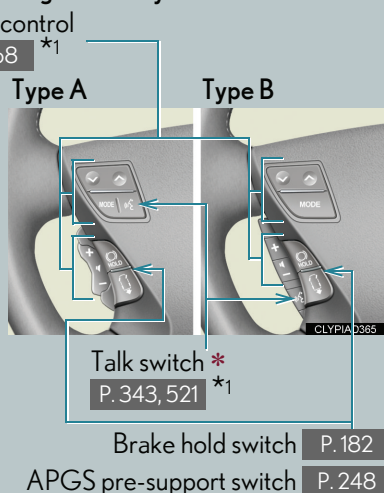 control
68 *1
Type A Type B
MODE MODE
+ +
HOLD HOLD
- -
CLYPIAD365
Talk switch *
P. 343, 521 *1
Brake hold switch P. 182
APGS pre-support switch P. 248